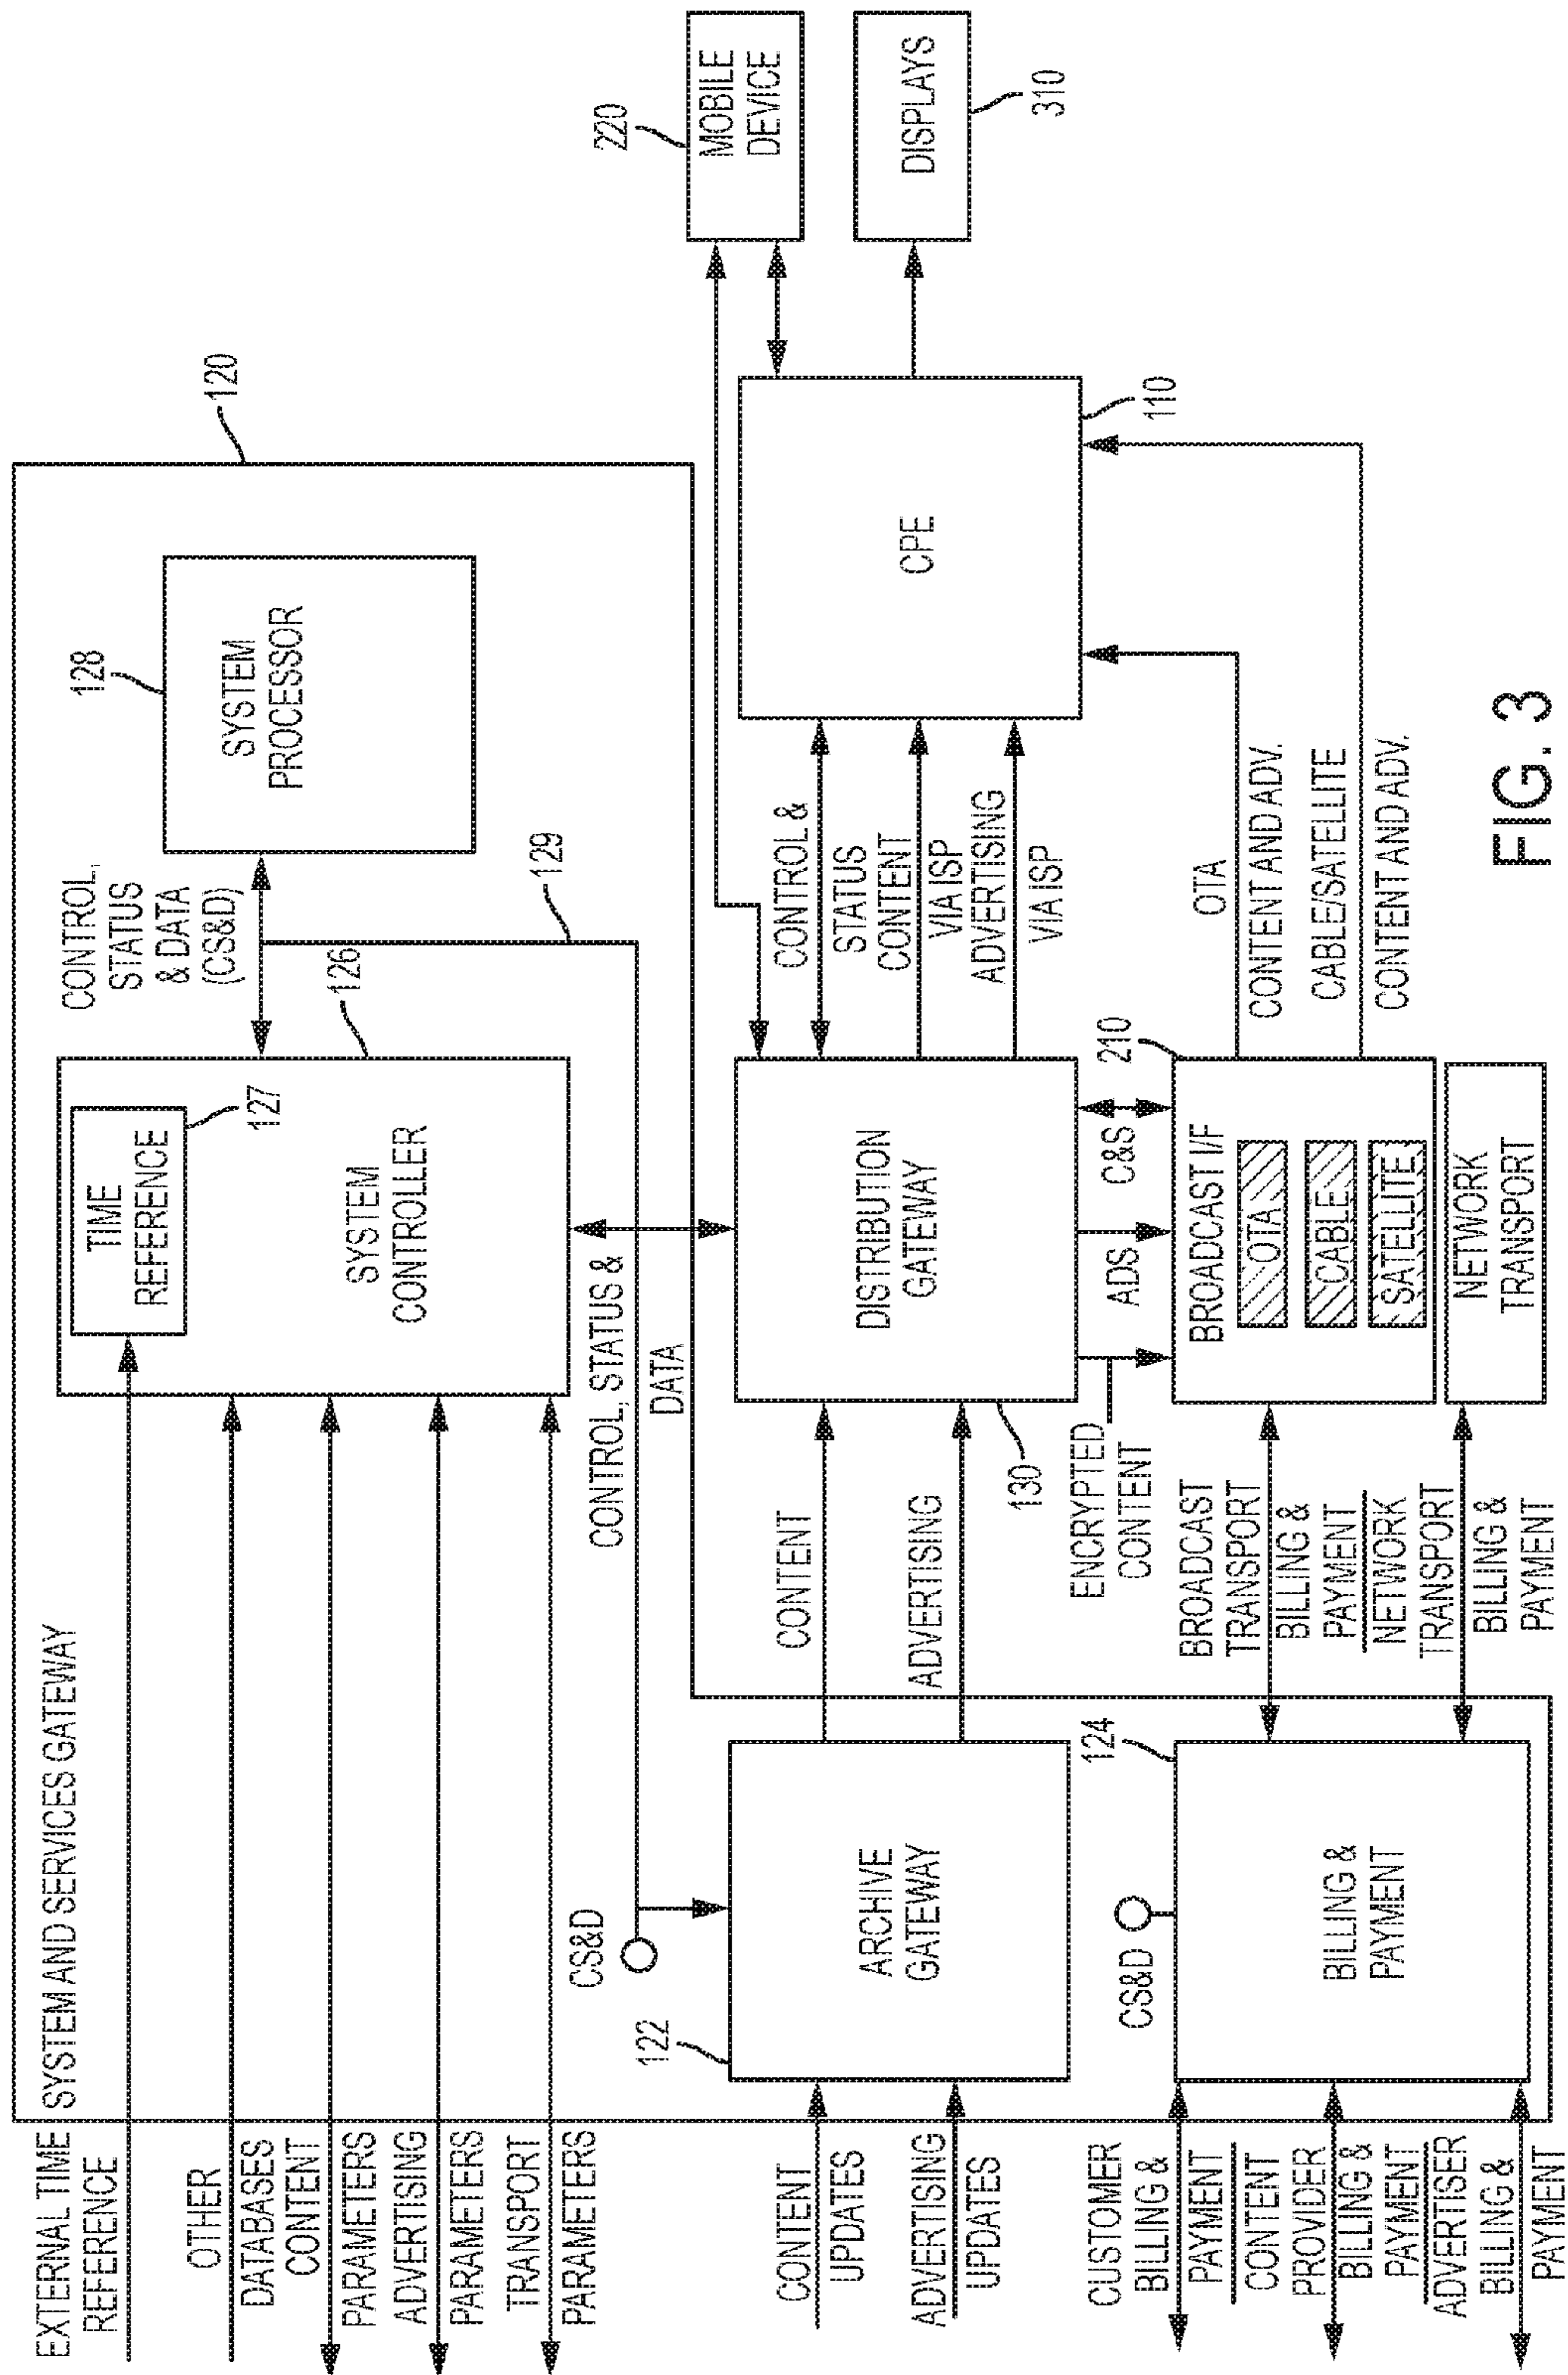 SYSTEM AND SERVICES GATEWAY
120
EXTERNAL TIME
REFERENCE
OTHER
DATABASES
CONTENT
PARAMETERS
ADVERTISING
PARAMETERS
TRANSPORT
PARAMETERS
TIME
REFERENCE
127
SYSTEM
CONTROLLER
126
CONTROL,
STATUS
& DATA
(CS&D)
128
SYSTEM
PROCESSOR
129
CONTROL, STATUS &
DATA
CS&D
122
CONTENT
UPDATES
ADVERTISING
UPDATES
ARCHIVE
GATEWAY
CONTENT
ADVERTISING
DISTRIBUTION
GATEWAY
130
CONTROL &
STATUS
CONTENT
VIA ISP
ADVERTISING
VIA ISP
CPE
110
220
MOBILE
DEVICE
DISPLAYS
310
ENCRYPTED
CONTENT
ADS
C&S
210
CUSTOMER
BILLING &
PAYMENT
CONTENT
PROVIDER
BILLING &
PAYMENT
ADVERTISER
BILLING &
PAYMENT
CS&D
124
BILLING &
PAYMENT
BROADCAST
TRANSPORT
BILLING &
PAYMENT
NETWORK
TRANSPORT
BILLING &
PAYMENT
BROADCAST I/F
OTA
CABLE
SATELLITE
NETWORK
TRANSPORT
OTA
CONTENT AND ADV.
CABLE/SATELLITE
CONTENT AND ADV.
FIG. 3